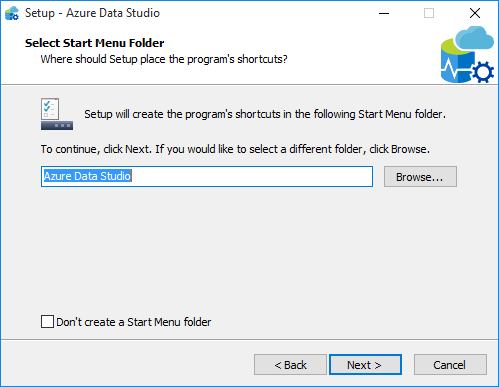 Setup - Azure Data Studio
Select Start Menu Folder
Where should Setup place the program's shortcuts?
Setup will create the program's shortcuts in the following Start Menu folder.
To continue, click Next. If you would like to select a different folder, click Browse.
Azure Data Studio
Browse...
Don't create a Start Menu folder
< Back
Next >
Cancel